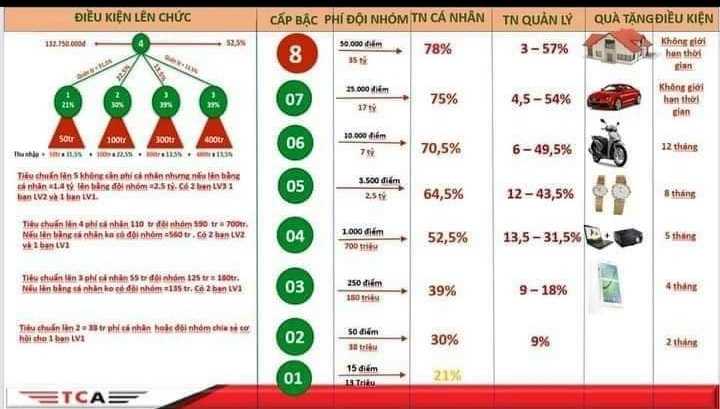 ĐIỀU KIỆN LÊN CHỨC
132.750.000đ
4
52,5%
Quản lý = 31,5%
22,5%
13,5%
Quản lý = 13,5%
1
21%
2
30%
3
39%
3
39%
50tr
100tr
300tr
400tr
Thu nhập = 50tr x 31,5% + 100tr x 22,5% + 300tr x 13,5% + 400tr x 13,5%
Tiêu chuẩn lên 5 không cần phí cá nhân nhưng nếu lên bằng
cá nhân =1.4 tỷ lên bằng đội nhóm =2.5 tỷ. Có 2 bạn LV3 1
bạn LV2 và 1 bạn LV1.
Tiêu chuẩn lên 4 phí cá nhân 110 tr đội nhóm 590 tr = 700tr.
Nếu lên bằng cá nhân ko có đội nhóm =560 tr . Có 2 bạn LV2
và 1 bạn LV1
Tiêu chuẩn lên 3 phí cá nhân 55 tr đội nhóm 125 tr = 180tr.
Nếu lên bằng cá nhân ko có đội nhóm =135 tr. Có 2 bạn LV1
Tiêu chuẩn lên 2 = 38 tr phí cá nhân hoặc đội nhóm chia sẻ cơ
hội cho 1 bạn LV1
TCA
CẤP BẬC PHÍ ĐỘI NHÓM TN CÁ NHÂN TN QUẢN LÝ QUÀ TẶNG ĐIỀU KIỆN
8 50.000 điểm 35 tỷ 78% 3 – 57% Không giới hạn thời gian
07 25.000 điểm 17 tỷ 75% 4,5 – 54% Không giới hạn thời gian
06 10.000 điểm 7 tỷ 70,5% 6 – 49,5% 12 tháng
05 3.500 điểm 2,5 tỷ 64,5% 12 – 43,5% 8 tháng
04 1.000 điểm 700 triệu 52,5% 13,5 – 31,5% + 5 tháng
03 250 điểm 180 triệu 39% 9 – 18% 4 tháng
02 50 điểm 38 triệu 30% 9% 2 tháng
01 15 điểm 13 Triệu 21%